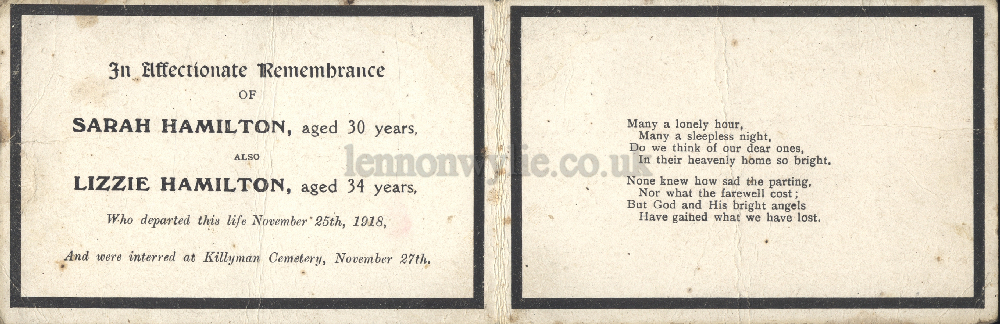 In Affectionate Remembrance
OF
SARAH HAMILTON, aged 30 years,
ALSO
LIZZIE HAMILTON, aged 34 years,
Who departed this life November 25th, 1918,
And were interred at Killyman Cemetery, November 27th.
lennonwylie.co.uk
Many a lonely hour,
Many a sleepless night,
Do we think of our dear ones,
In their heavenly home so bright.
None knew how sad the parting,
Nor what the farewell cost;
But God and His bright angels
Have gained what we have lost.